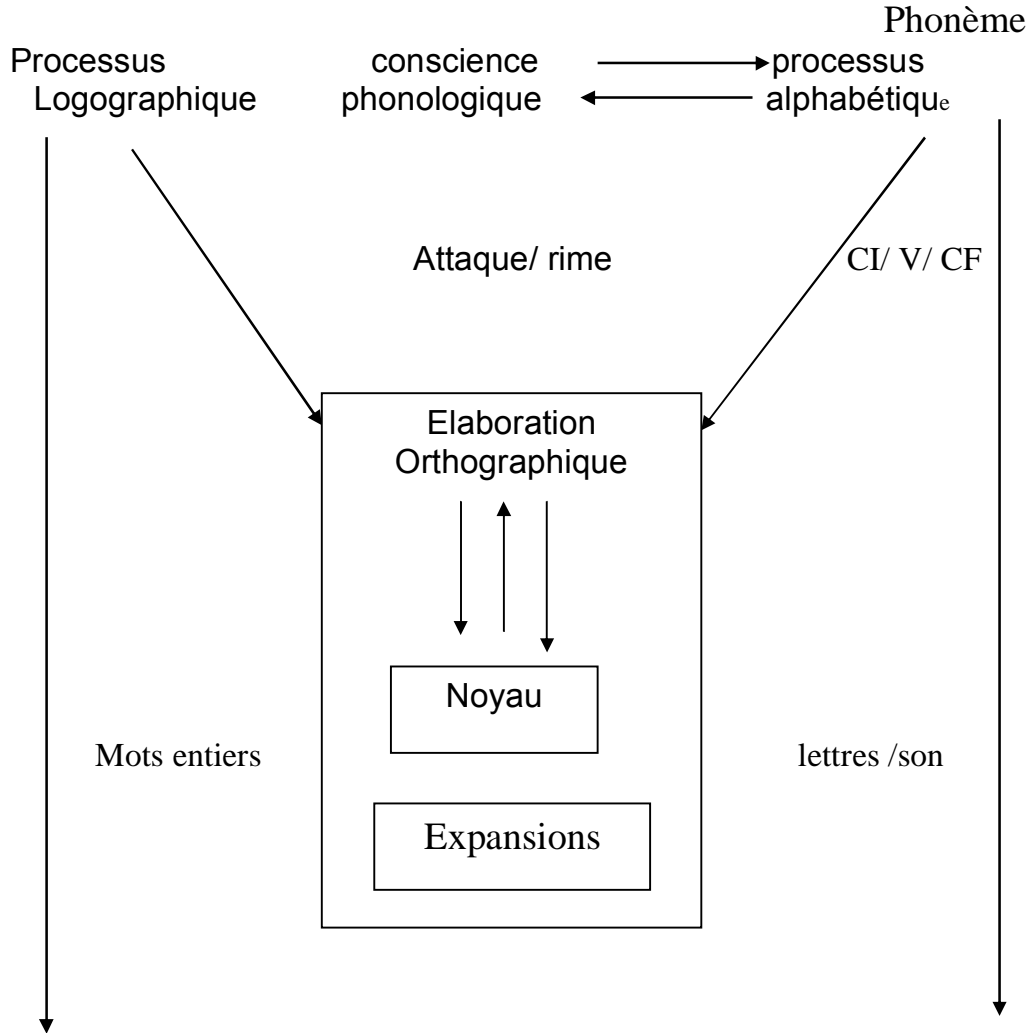 Phonème
Processus
Logographique
conscience
phonologique
processus
alphabétique
Attaque/ rime
CI/ V/ CF
Elaboration
Orthographique
Noyau
Mots entiers
lettres /son
Expansions